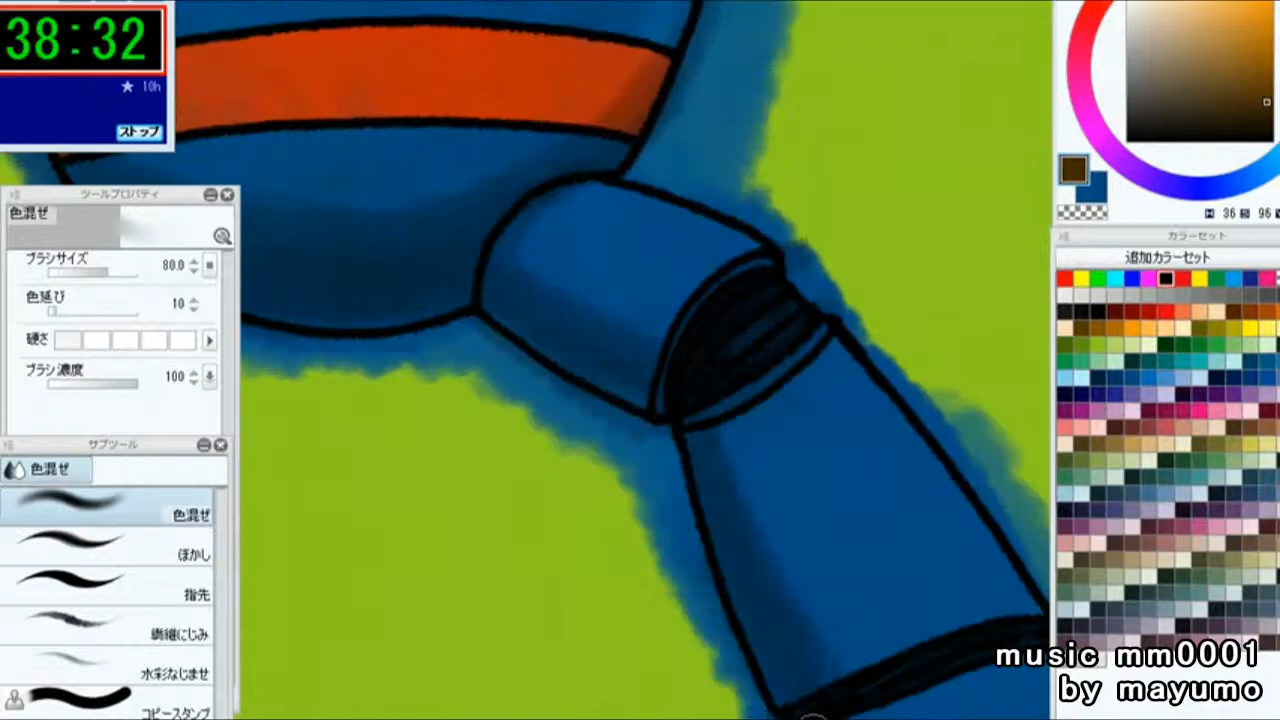 38:32
★ 10h
ストップ
ツールプロパティ
色混ぜ
ブラシサイズ 80.0
色延び 10
硬さ
ブラシ濃度 100
サブツール
色混ぜ
色混ぜ
ぼかし
指先
繊維にじみ
水彩なじませ
コピースタンプ
H 36 S 96 V
カラーセット
追加カラーセット
music mm0001
by mayumo